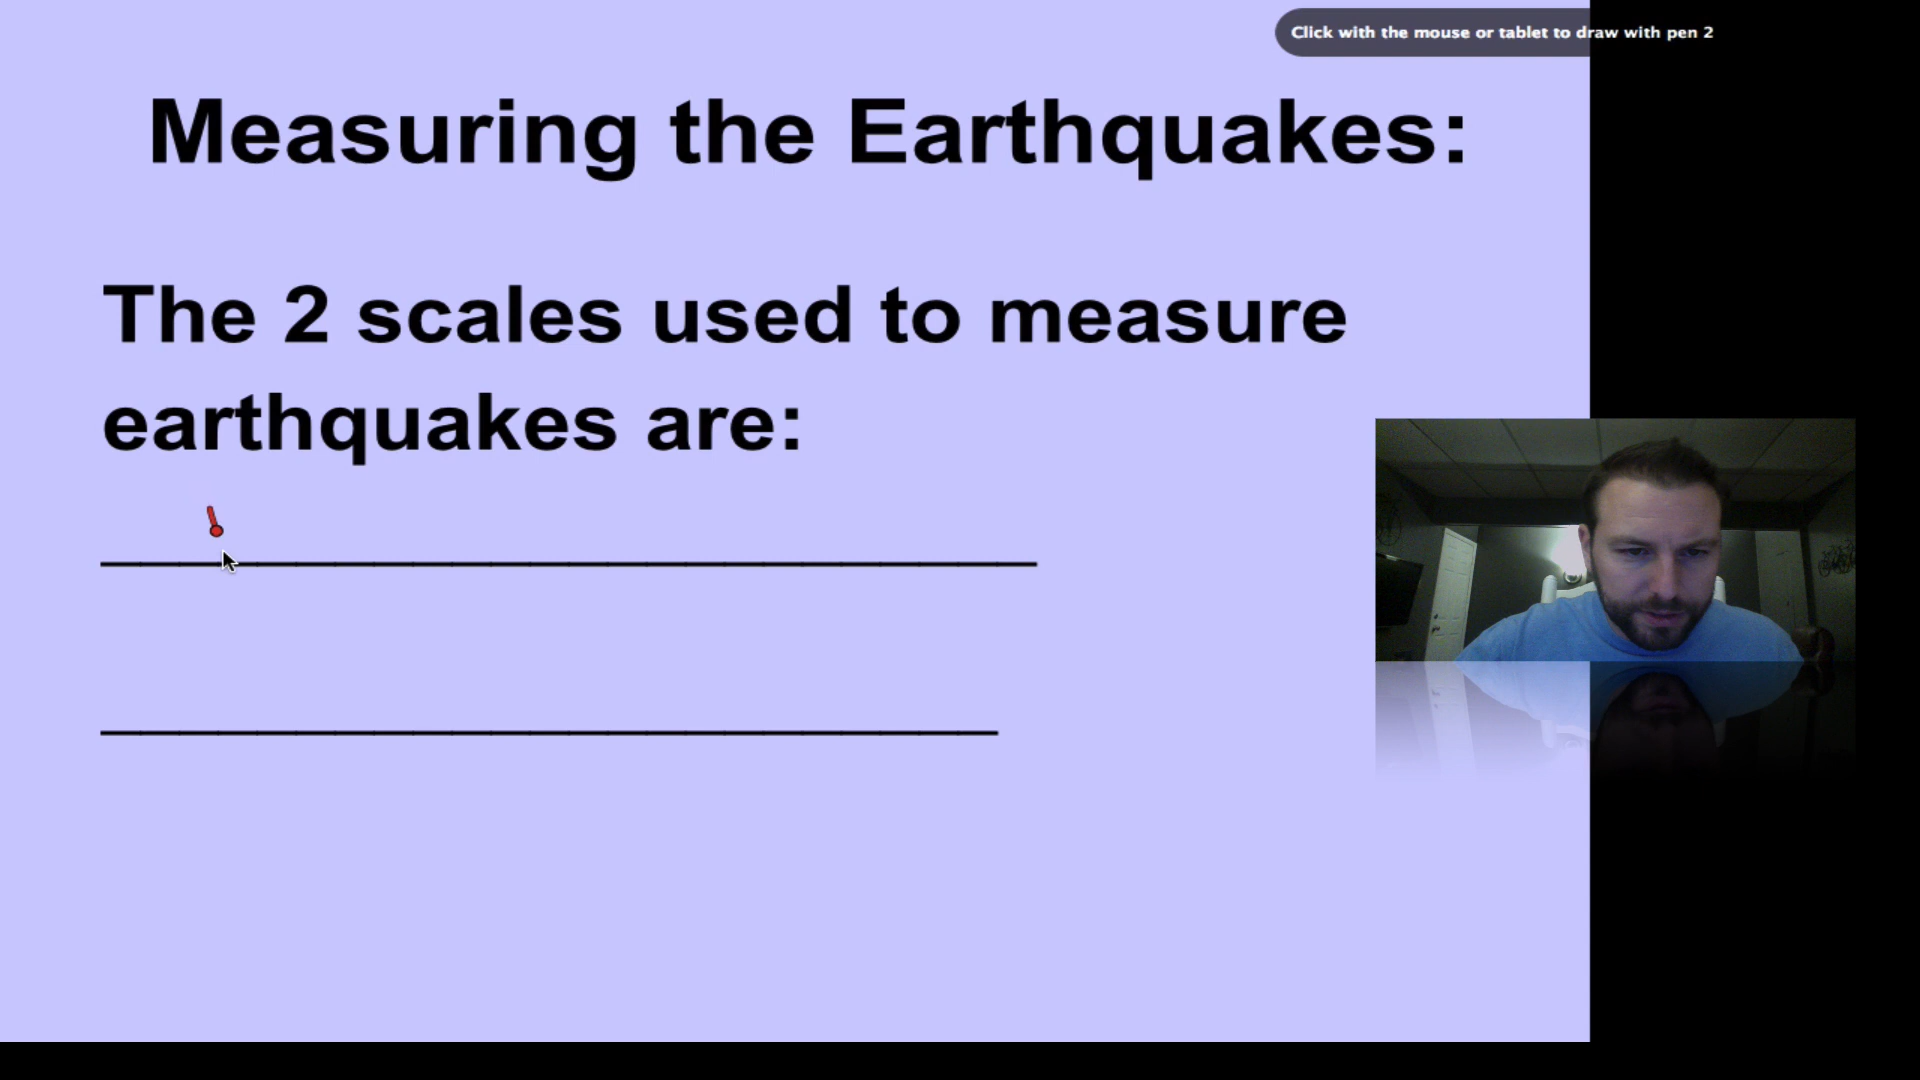 Click with the mouse or tablet to draw with pen 2
Measuring the Earthquakes:
The 2 scales used to measure
earthquakes are: